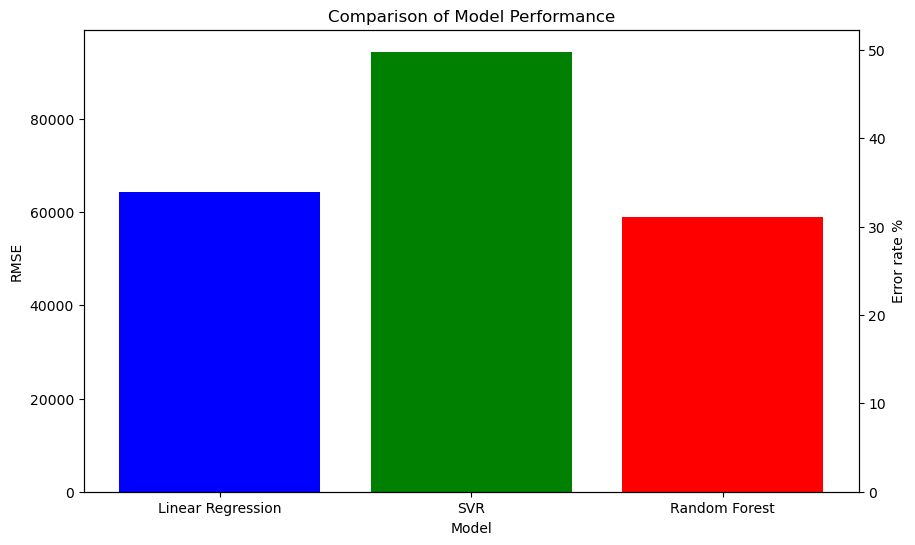 Comparison of Model Performance
RMSE
80000
60000
40000
20000
0
Linear Regression
SVR
Random Forest
Model
50
40
30
20
10
0
Error rate %